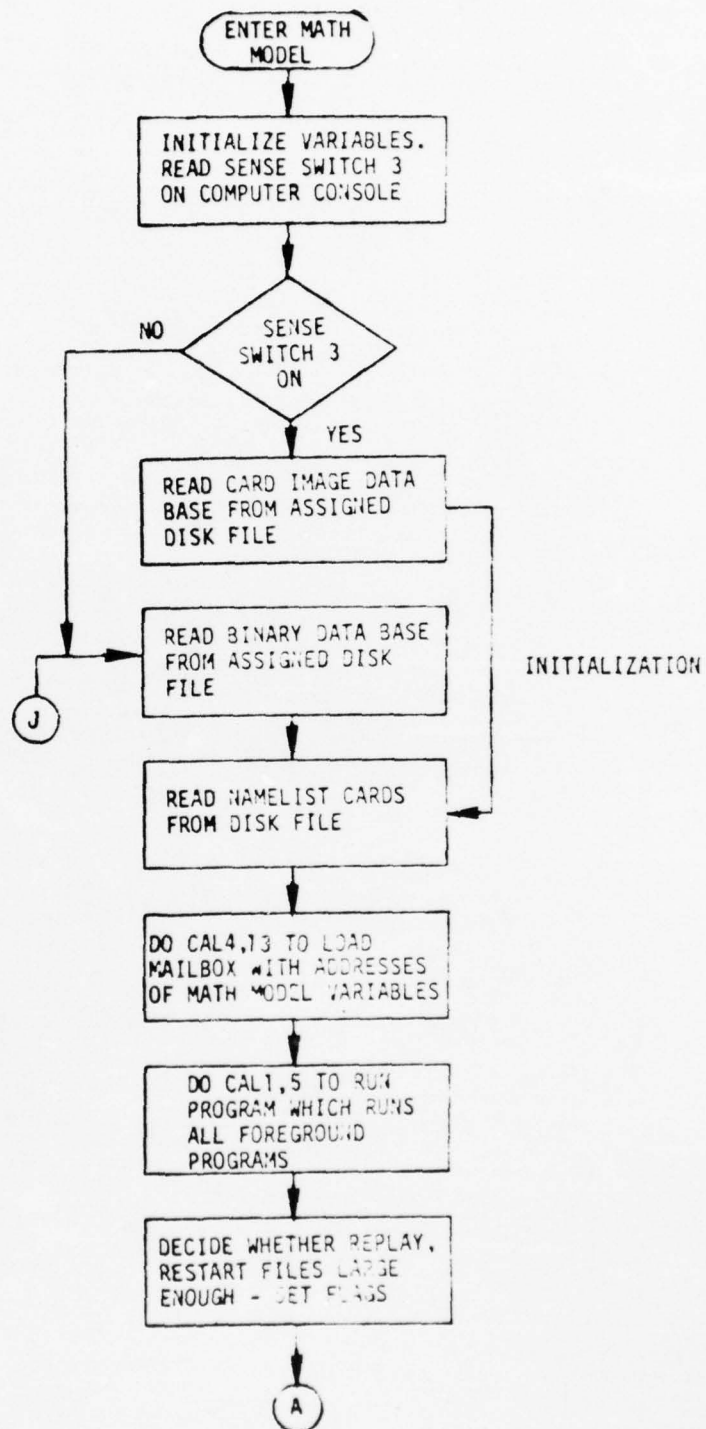 ENTER MATH
MODEL
INITIALIZE VARIABLES.
READ SENSE SWITCH 3
ON COMPUTER CONSOLE
NO
SENSE
SWITCH 3
ON
YES
READ CARD IMAGE DATA
BASE FROM ASSIGNED
DISK FILE
READ BINARY DATA BASE
FROM ASSIGNED DISK
FILE
INITIALIZATION
J
READ NAMELIST CARDS
FROM DISK FILE
DO CAL4,13 TO LOAD
MAILBOX WITH ADDRESSES
OF MATH MODEL VARIABLES
DO CAL1,5 TO RUN
PROGRAM WHICH RUNS
ALL FOREGROUND
PROGRAMS
DECIDE WHETHER REPLAY,
RESTART FILES LARGE
ENOUGH - SET FLAGS
A